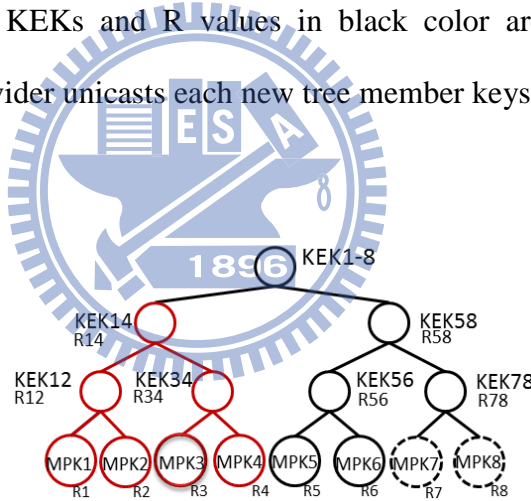 KEKs and R values in black color ar
vider unicasts each new tree member keys
E S A
1896
KEK1-8
KEK14 KEK58
R14 R58
KEK12 KEK34 KEK56 KEK78
R12 R34 R56 R78
MPK1 MPK2 MPK3 MPK4 MPK5 MPK6 MPK7 MPK8
R1 R2 R3 R4 R5 R6 R7 R8